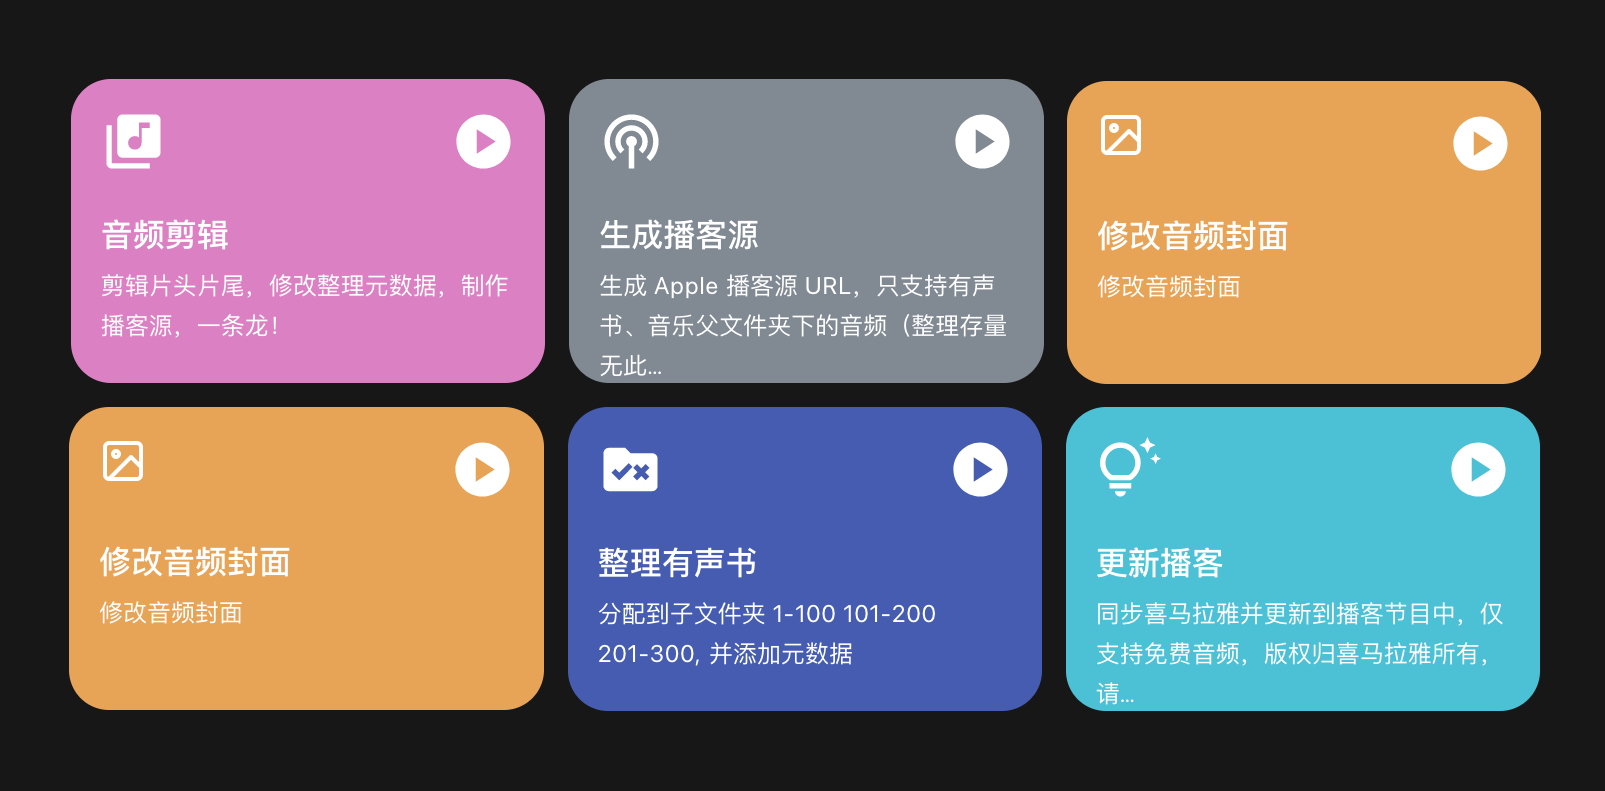 音频剪辑
剪辑片头片尾，修改整理元数据，制作
播客源，一条龙！
生成播客源
生成 Apple 播客源 URL，只支持有声
书、音乐父文件夹下的音频（整理存量
无此...
修改音频封面
修改音频封面
修改音频封面
修改音频封面
整理有声书
分配到子文件夹 1-100 101-200
201-300, 并添加元数据
更新播客
同步喜马拉雅并更新到播客节目中，仅
支持免费音频，版权归喜马拉雅所有，
请...